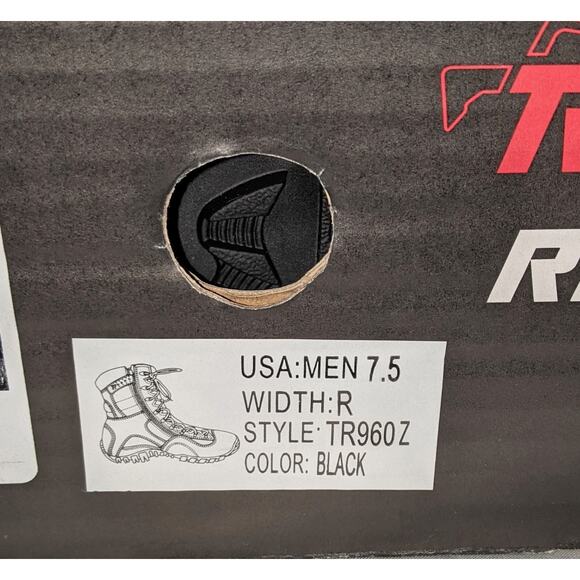 USA:MEN 7.5
WIDTH:R
STYLE: TR960Z
COLOR: BLACK